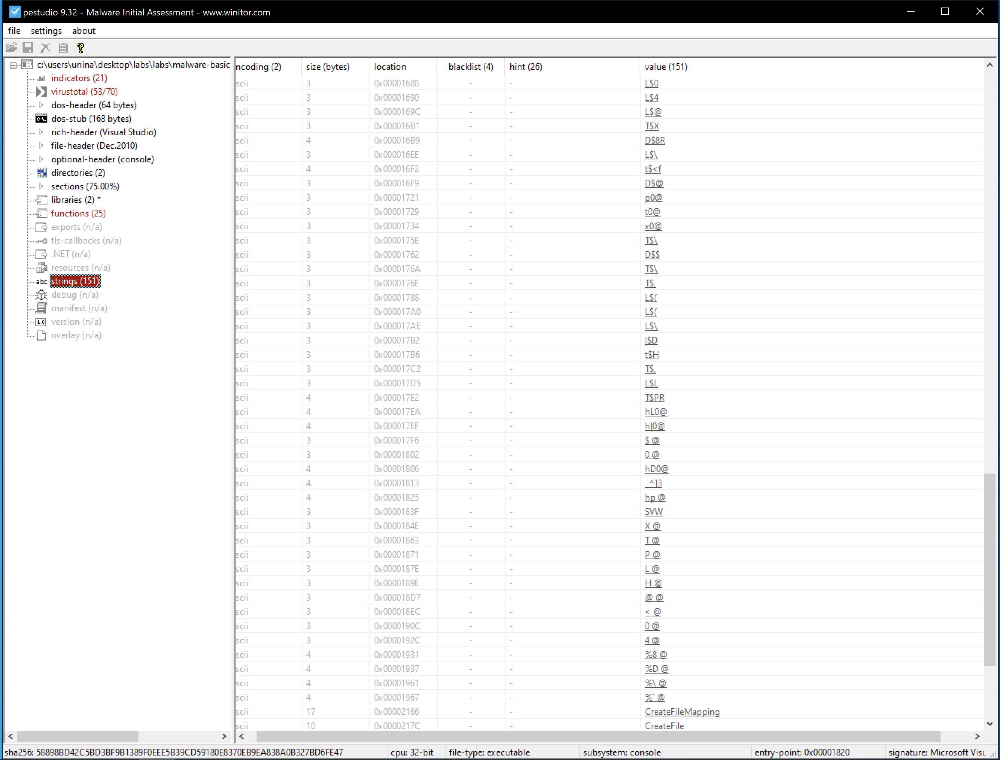 pestudio 9.32 - Malware Initial Assessment - www.winitor.com
file settings about
c:\users\unina\desktop\labs\labs\malware-basic
indicators (21)
virustotal (53/70)
dos-header (64 bytes)
dos-stub (168 bytes)
rich-header (Visual Studio)
file-header (Dec.2010)
optional-header (console)
directories (2)
sections (75.00%)
libraries (2) *
functions (25)
exports (n/a)
tls-callbacks (n/a)
.NET (n/a)
resources (n/a)
abc strings (151)
debug (n/a)
manifest (n/a)
1.0 version (n/a)
overlay (n/a)
ncoding (2) size (bytes) location blacklist (4) hint (26) value (151)
scii 3 0x00001688 - - L$0
scii 3 0x00001690 - - L$4
scii 3 0x0000169C - - L$@
scii 3 0x000016B1 - - T$X
scii 4 0x000016B9 - - D$8R
scii 3 0x000016EE - - L$\
scii 4 0x000016F2 - - t$<f
scii 3 0x000016F9 - - D$@
scii 3 0x00001721 - - p0@
scii 3 0x00001729 - - t0@
scii 3 0x00001734 - - x0@
scii 3 0x0000175E - - T$\
scii 3 0x00001762 - - D$$
scii 3 0x0000176A - - T$\
scii 3 0x0000176E - - T$,
scii 3 0x00001788 - - L$(
scii 3 0x000017A0 - - L$(
scii 3 0x000017AE - - L$\
scii 3 0x000017B2 - - |$D
scii 3 0x000017B6 - - t$H
scii 3 0x000017C2 - - T$,
scii 3 0x000017D5 - - L$L
scii 4 0x000017E2 - - T$PR
scii 4 0x000017EA - - hL0@
scii 4 0x000017EF - - h|0@
scii 3 0x000017F6 - - $ @
scii 3 0x00001802 - - 0 @
scii 4 0x00001806 - - hD0@
scii 4 0x00001813 - - _^]3
scii 4 0x00001825 - - hp @
scii 3 0x0000183F - - SVW
scii 3 0x0000184E - - X @
scii 3 0x00001863 - - T @
scii 3 0x00001871 - - P @
scii 3 0x0000187E - - L @
scii 3 0x0000189E - - H @
scii 3 0x000018D7 - - @ @
scii 3 0x000018EC - - < @
scii 3 0x0000190C - - 0 @
scii 3 0x0000192C - - 4 @
scii 4 0x00001931 - - %8 @
scii 4 0x00001937 - - %D @
scii 4 0x00001961 - - %\ @
scii 4 0x00001967 - - %` @
scii 17 0x00002166 - - CreateFileMapping
scii 10 0x0000217C - - CreateFile
sha256: 58898BD42C5BD3BF9B1389F0EEE5B39CD59180E8370EB9EA838A0B327BD6FE47 cpu: 32-bit file-type: executable subsystem: console entry-point: 0x00001820 signature: Microsoft Visu